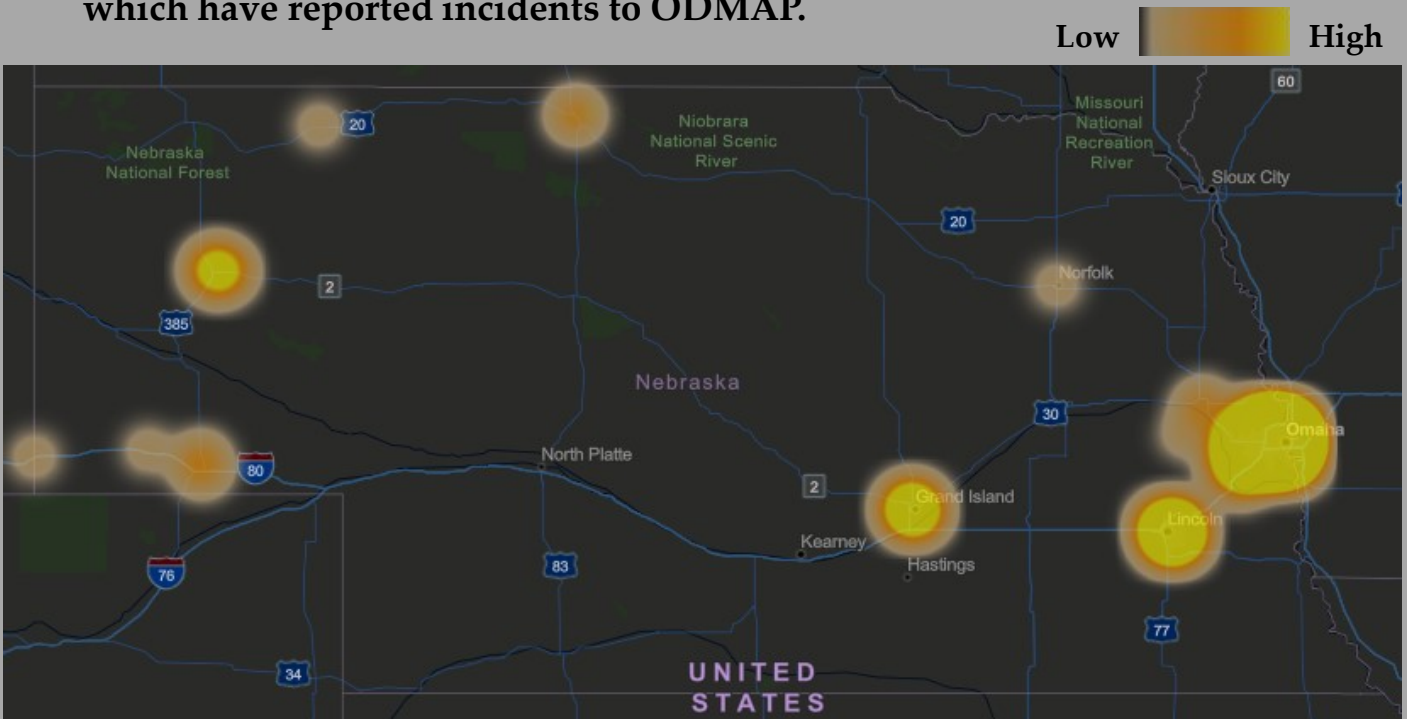 which have reported incidents to ODMAP.
Low High
60
Missouri
National
Recreation
River
20
Niobrara
National Scenic
River
Nebraska
National Forest
Sioux City
20
Norfolk
2
385
Nebraska
30
Omaha
North Platte
80
2
Grand Island
Lincoln
Kearney
Hastings
76
83
77
34
UNITED
STATES